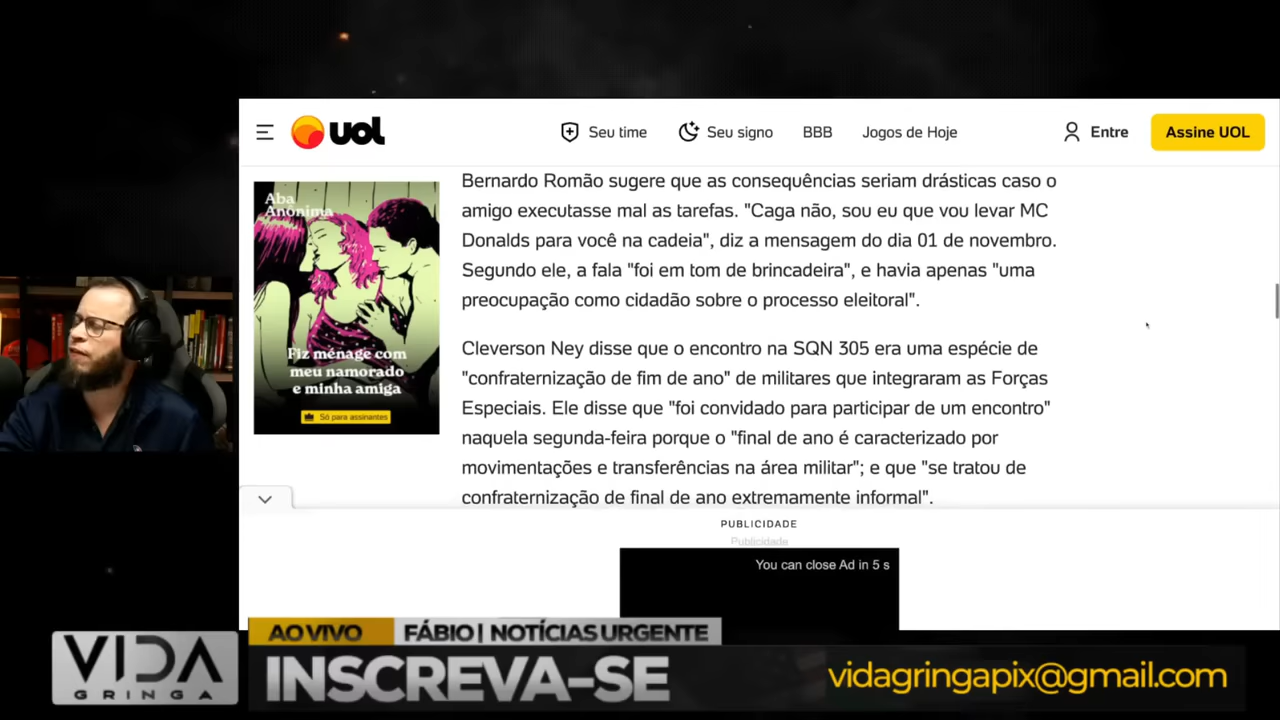 uol
Seu time
Seu signo
BBB
Jogos de Hoje
Entre
Assine UOL
Aba
Anonima
Fiz ménage com
meu namorado
e minha amiga
Só para assinantes
Bernardo Romão sugere que as consequências seriam drásticas caso o
amigo executasse mal as tarefas. "Caga não, sou eu que vou levar MC
Donalds para você na cadeia", diz a mensagem do dia 01 de novembro.
Segundo ele, a fala "foi em tom de brincadeira", e havia apenas "uma
preocupação como cidadão sobre o processo eleitoral".
Cleverson Ney disse que o encontro na SQN 305 era uma espécie de
"confraternização de fim de ano" de militares que integraram as Forças
Especiais. Ele disse que "foi convidado para participar de um encontro"
naquela segunda-feira porque o "final de ano é caracterizado por
movimentações e transferências na área militar"; e que "se tratou de
confraternização de final de ano extremamente informal".
PUBLICIDADE
Publicidade
You can close Ad in 5 s
AO VIVO
FÁBIO | NOTÍCIAS URGENTE
VIDA
GRINGA
INSCREVA-SE
vidagringapix@gmail.com